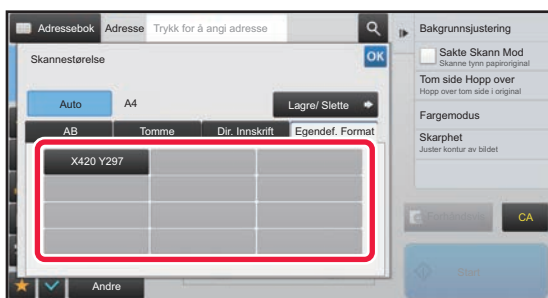 Adressebok Adresse Trykk for å angi adresse
Skannestørelse
OK
Auto A4 Lagre/ Slette
AB Tomme Dir. Innskrift Egendef. Format
X420 Y297
Andre
Bakgrunnsjustering
Sakte Skann Mod
Skanne tynn papiroriginal
Tom side Hopp over
Hopp over tom side i original
Fargemodus
Skarphet
Juster kontur av bildet
CA
Start